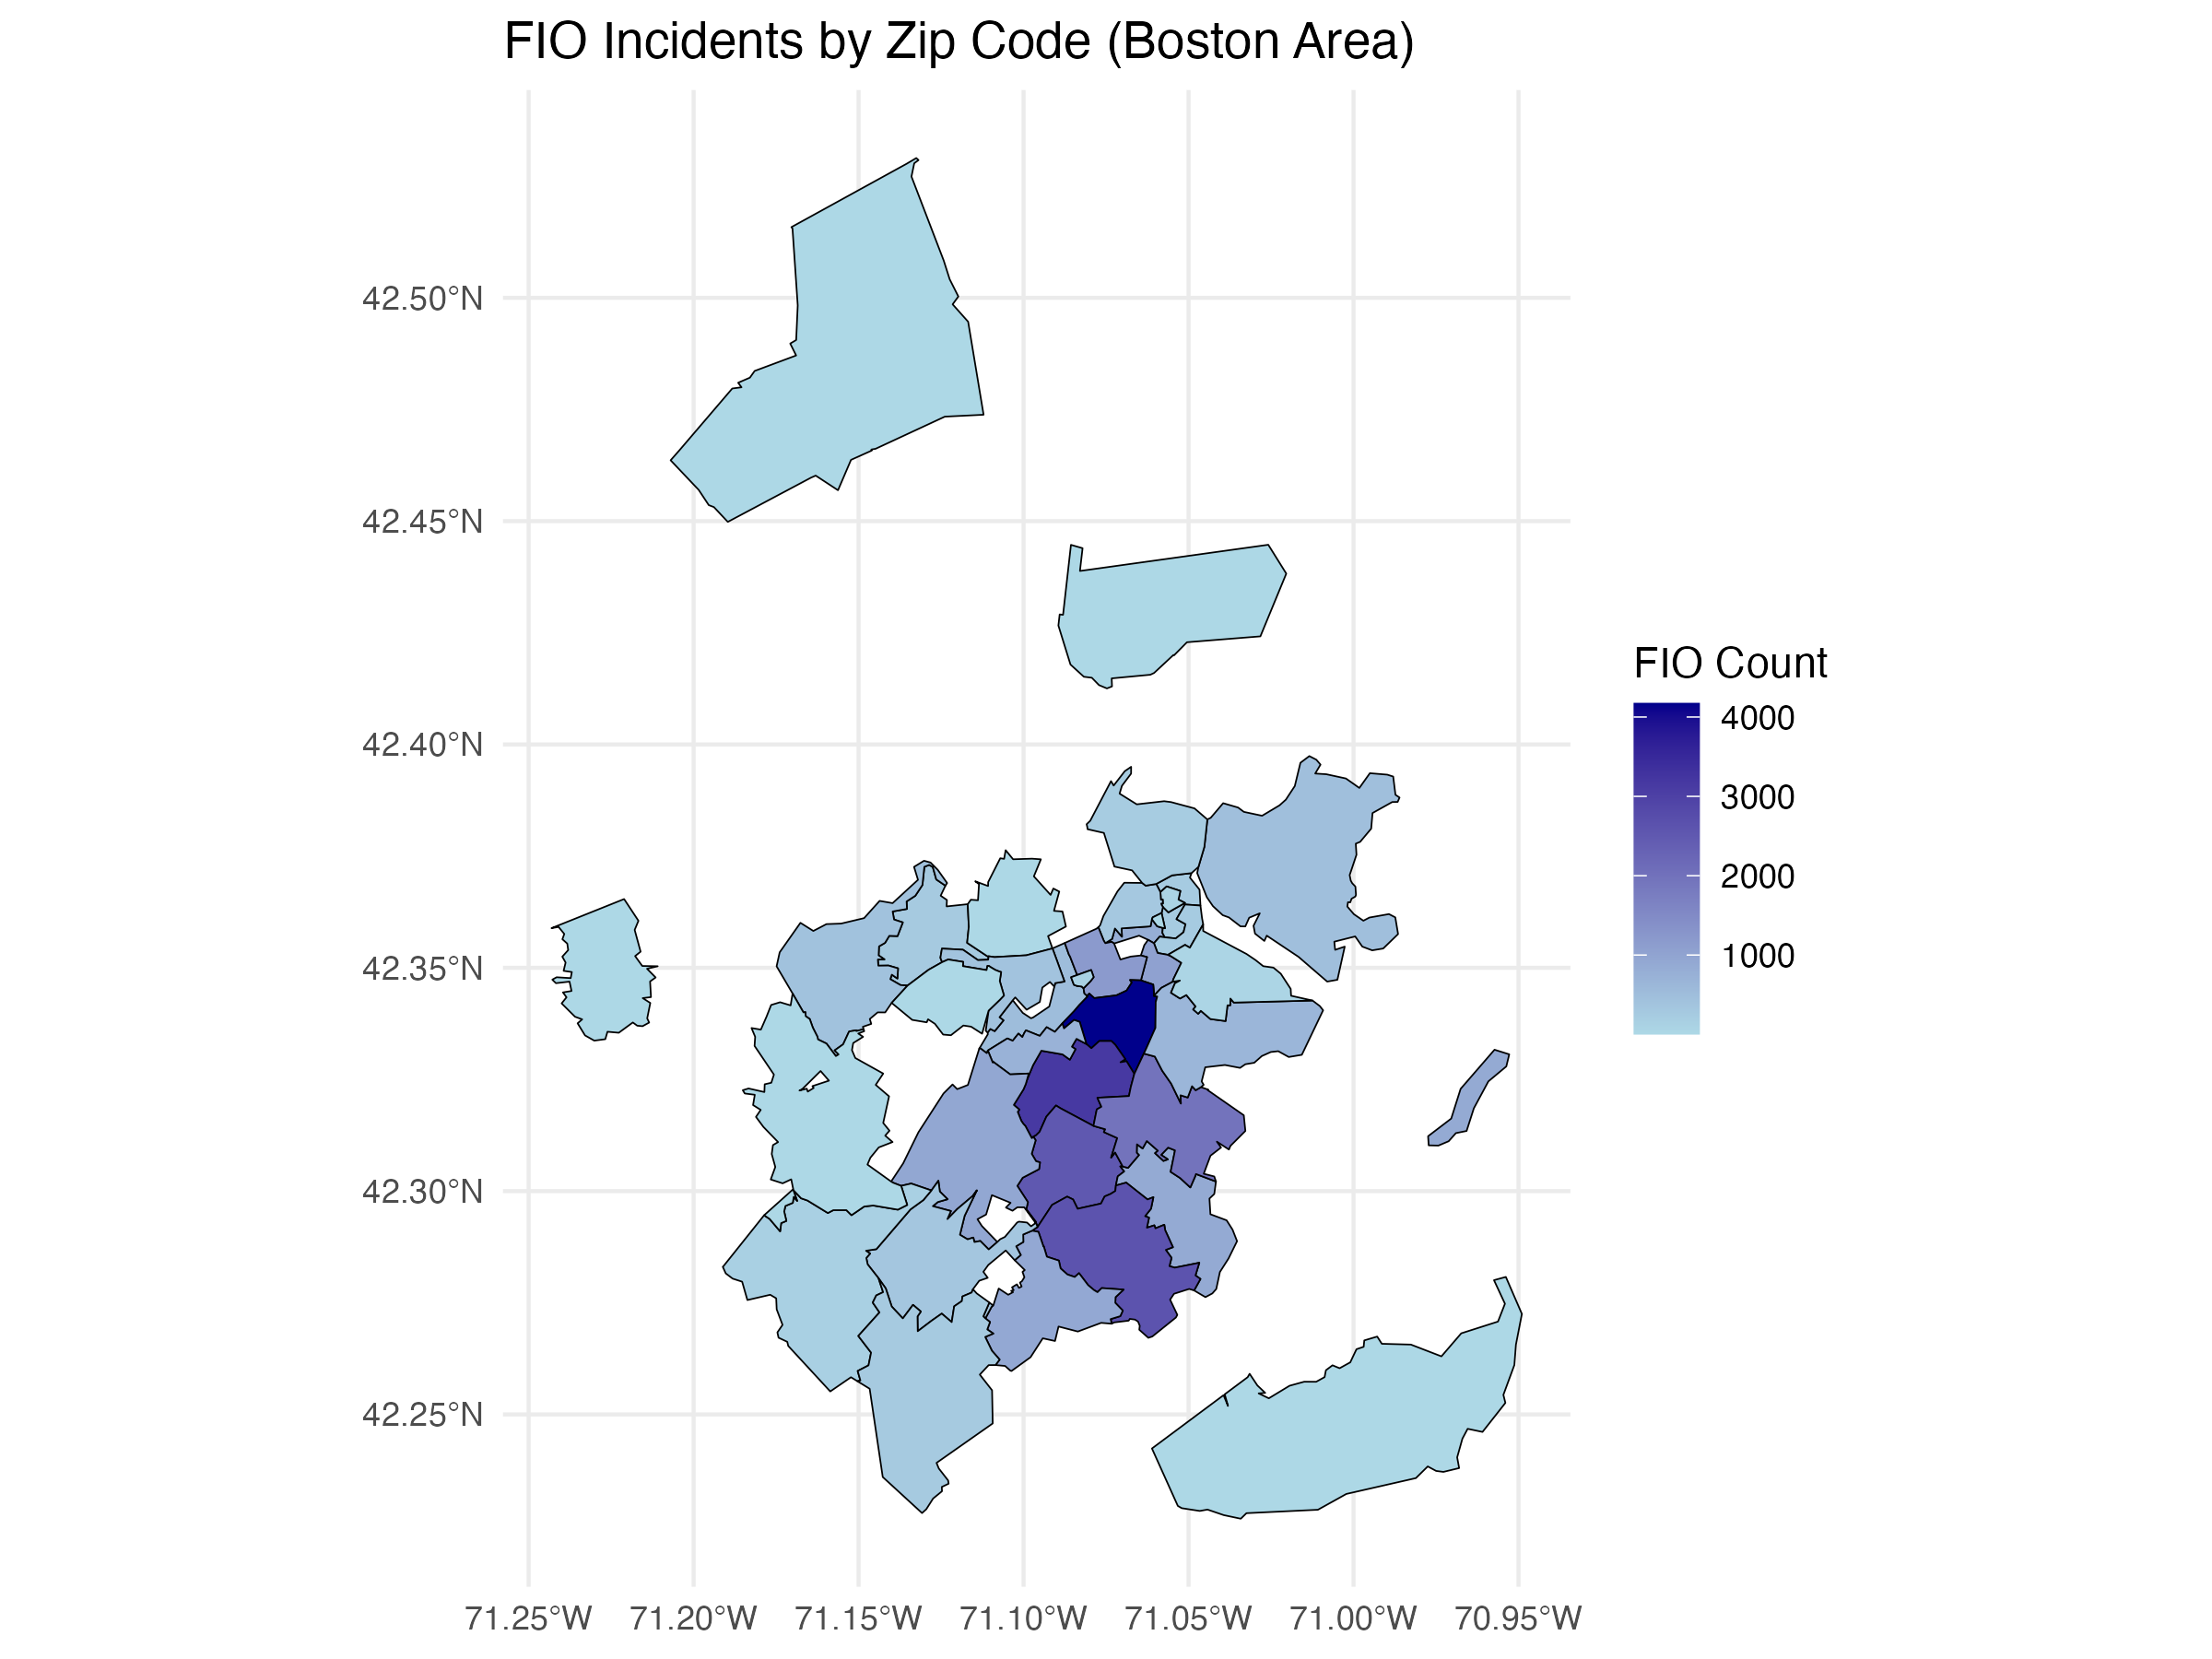 FIO Incidents by Zip Code (Boston Area)
42.50°N
42.45°N
42.40°N
42.35°N
42.30°N
42.25°N
71.25°W 71.20°W 71.15°W 71.10°W 71.05°W 71.00°W 70.95°W
FIO Count
4000
3000
2000
1000